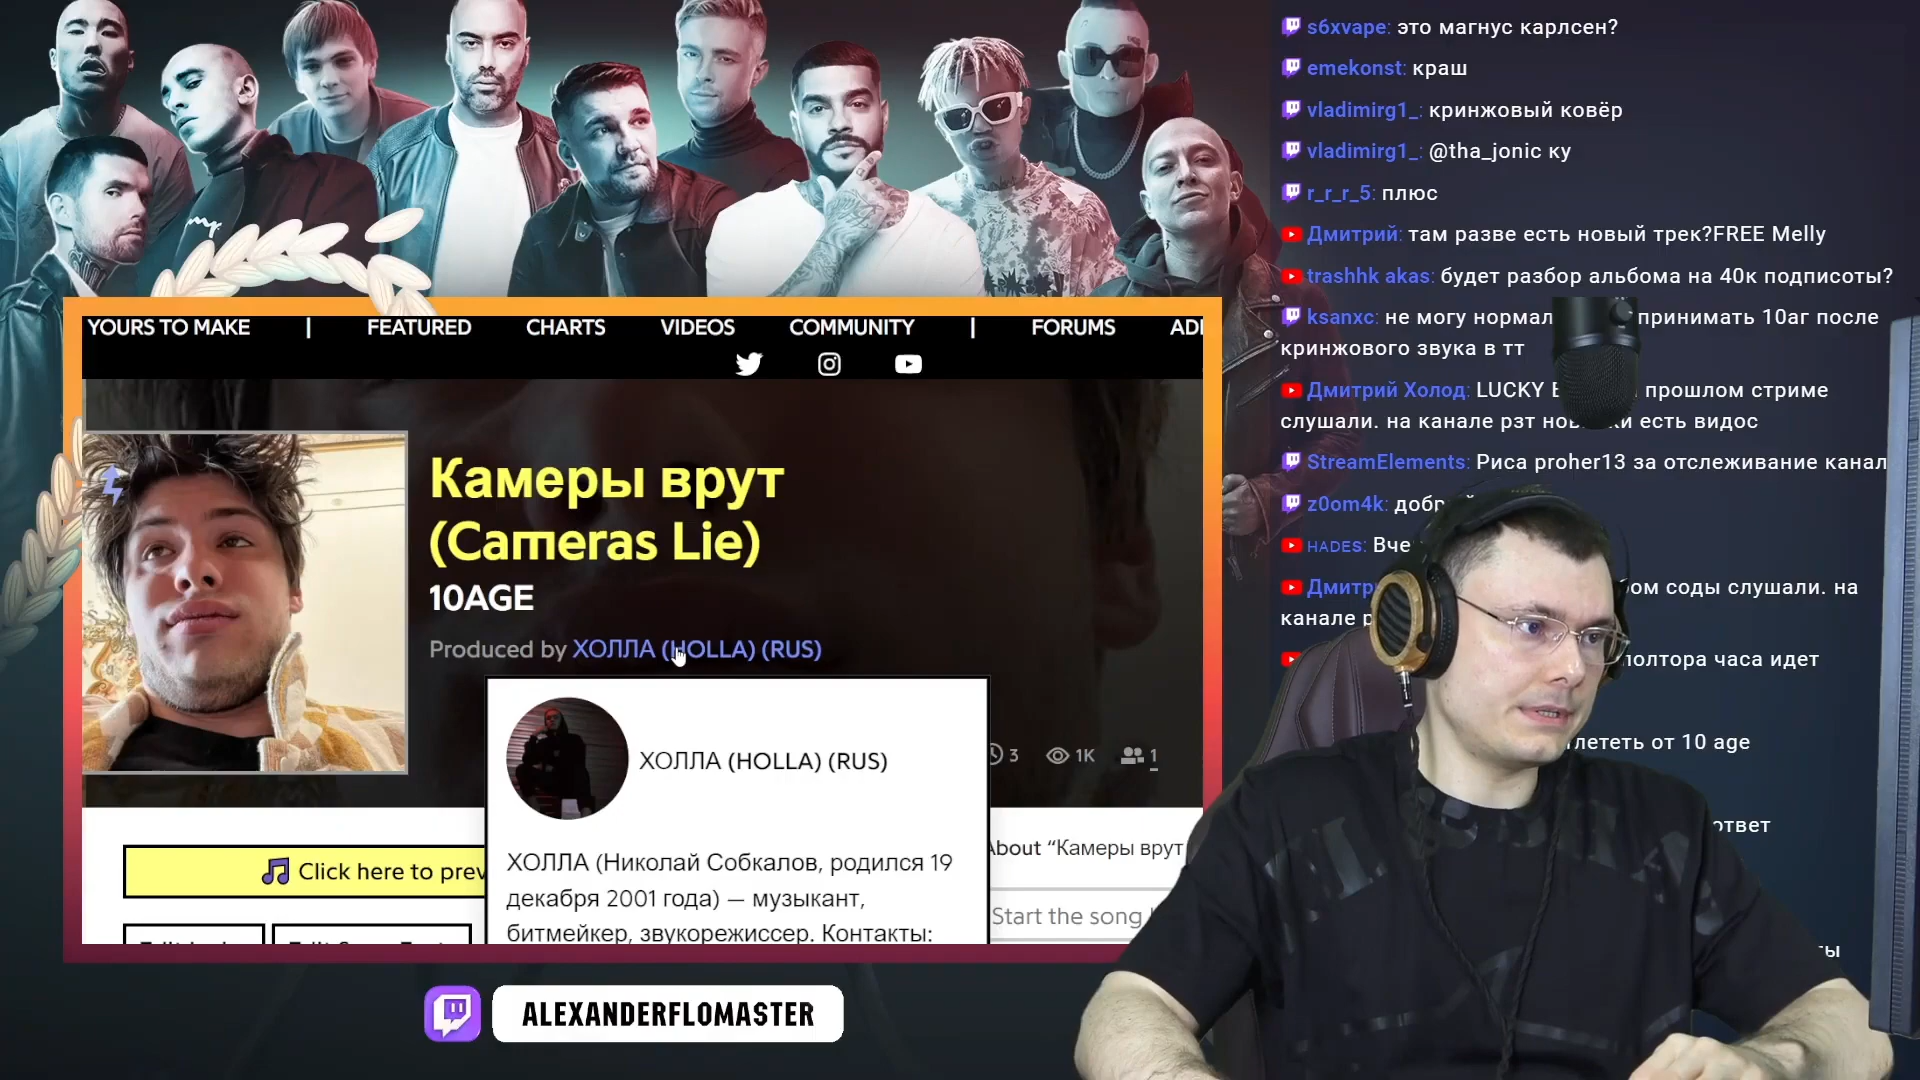 YOURS TO MAKE | FEATURED CHARTS VIDEOS COMMUNITY | FORUMS
Камеры врут
(Cameras Lie)
10AGE
Produced by ХОЛЛА (HOLLA) (RUS)
ХОЛЛА (HOLLA) (RUS)
3 1K 1
ХОЛЛА (Николай Собкалов, родился 19
декабря 2001 года) — музыкант,
битмейкер, звукорежиссер. Контакты:
Click here to
About “Камеры врут
Start the song
ALEXANDERFLOMASTER
s6xvape: это магнус карлсен?
emekonst: краш
vladimirg1_: кринжовый ковёр
vladimirg1_: @tha_jonic ку
r_r_r_5: плюс
Дмитрий: там разве есть новый трек?FREE Melly
trashhk akas: будет разбор альбома на 40к подписоты?
ksanxc: не могу принимать 10аг после
кринжового звука в тт
Дмитрий Холод: LUCKY прошлом стриме
слушали. на канале рзт есть видос
StreamElements: Риса proher13 за отслеживание канал
z0om4k:
HADES:
соды слушали. на
канале
полтора часа идет
от 10 age
ответ